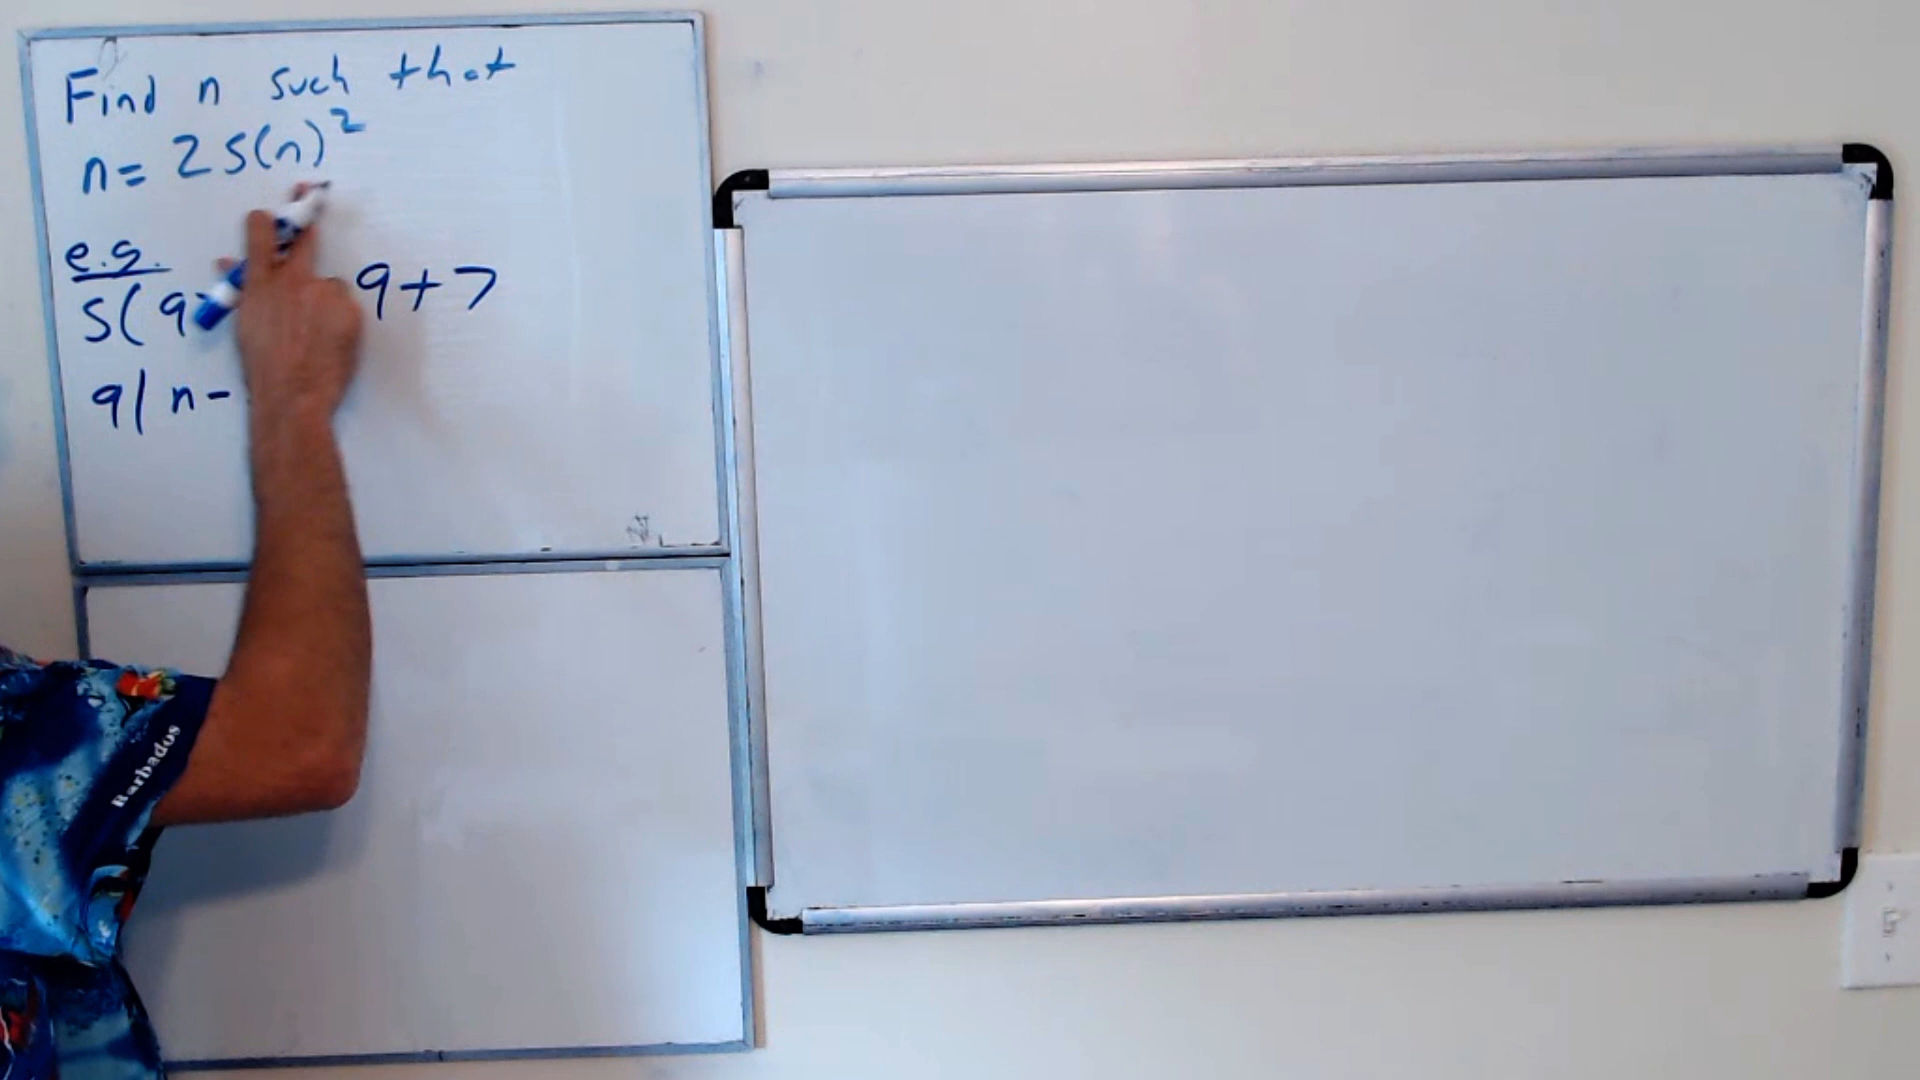 Find n such that
n = 2S(n)²
e.g.
S(9 9+7
9| n-
Barbados